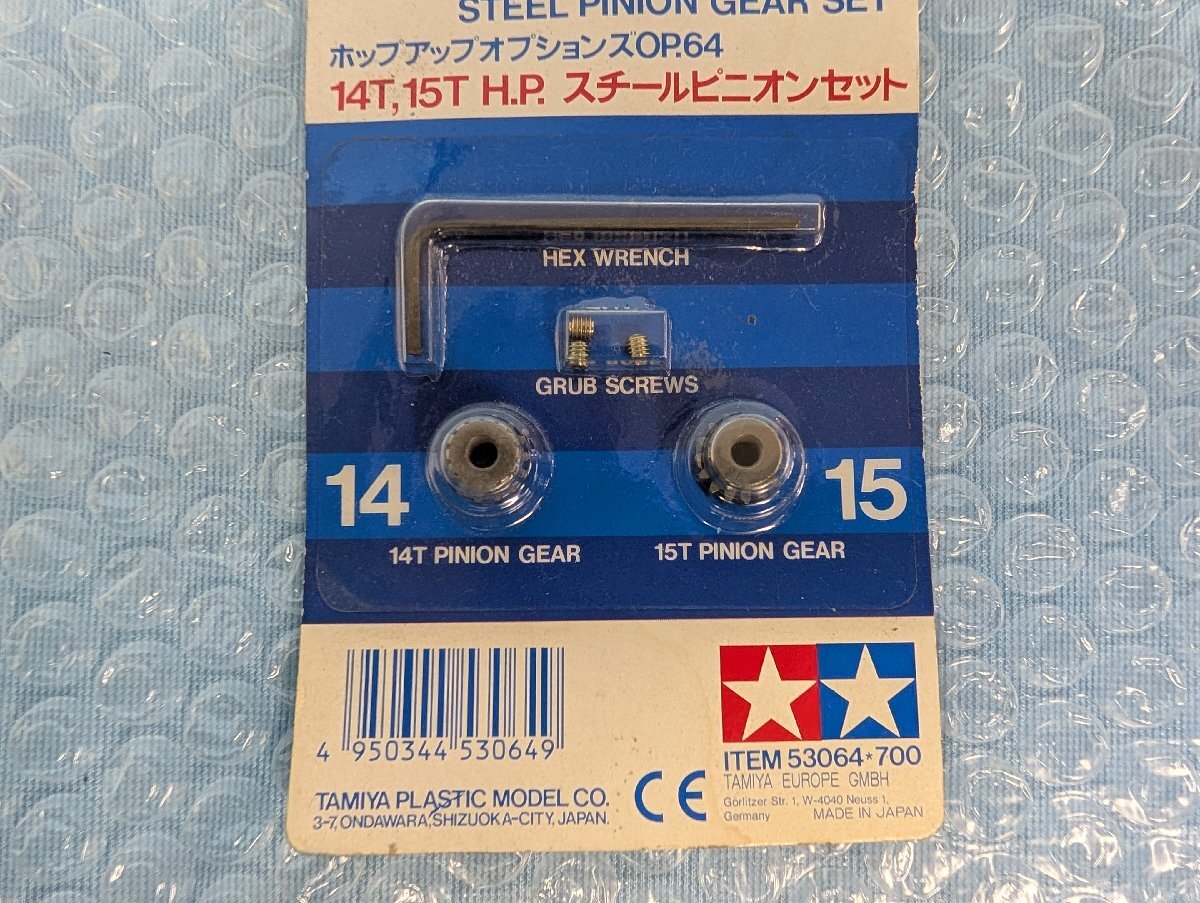 STEEL PINION GEAR SET
ホップアップオプションズOP.64
14T, 15T H.P. スチールピニオンセット
HEX WRENCH
GRUB SCREWS
14
15
14T PINION GEAR
15T PINION GEAR
4 950344 530649
ITEM 53064*700
TAMIYA EUROPE GMBH
Görlitzer Str. 1, W-4040 Neuss 1,
Germany
MADE IN JAPAN
CE
TAMIYA PLASTIC MODEL CO.
3-7, ONDAWARA, SHIZUOKA-CITY, JAPAN.